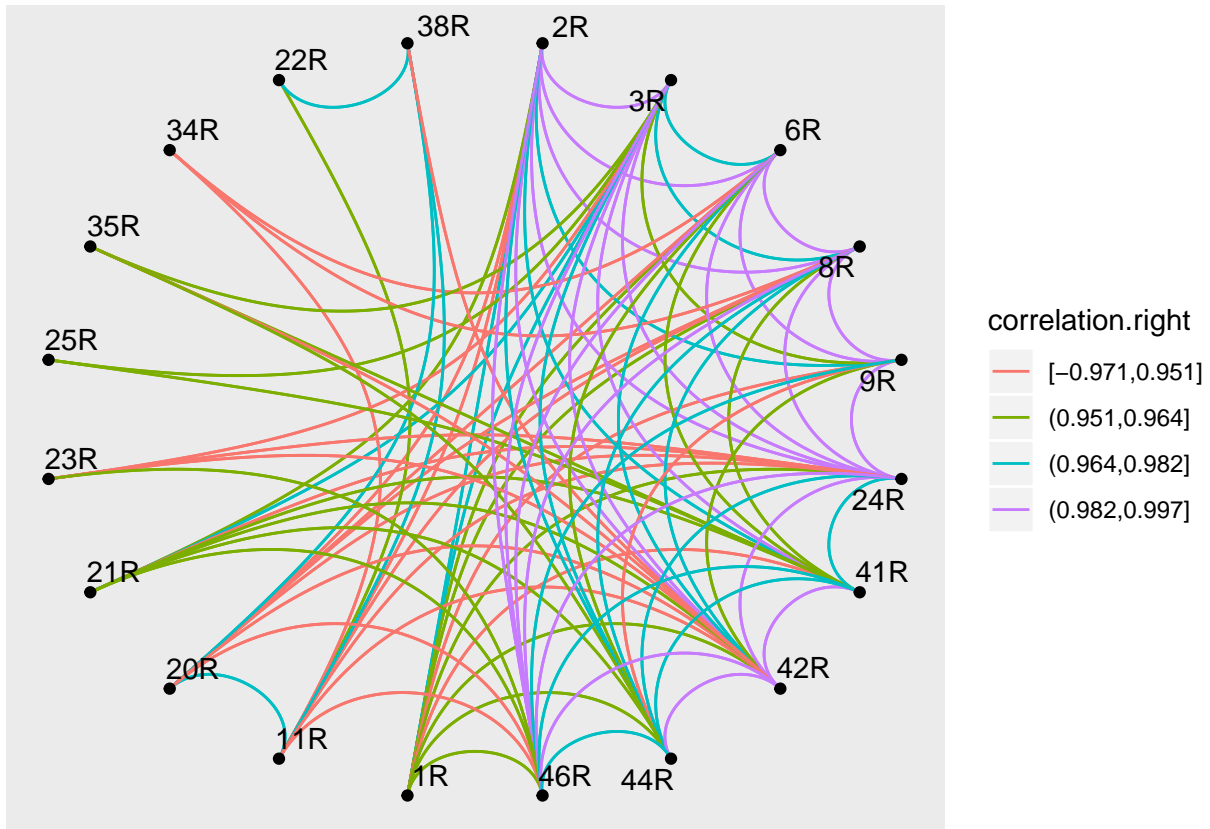 38R
2R
22R
3R
6R
34R
35R
8R
25R
9R
23R
24R
21R
41R
20R
42R
11R
1R
46R
44R
correlation.right
[−0.971,0.951]
(0.951,0.964]
(0.964,0.982]
(0.982,0.997]